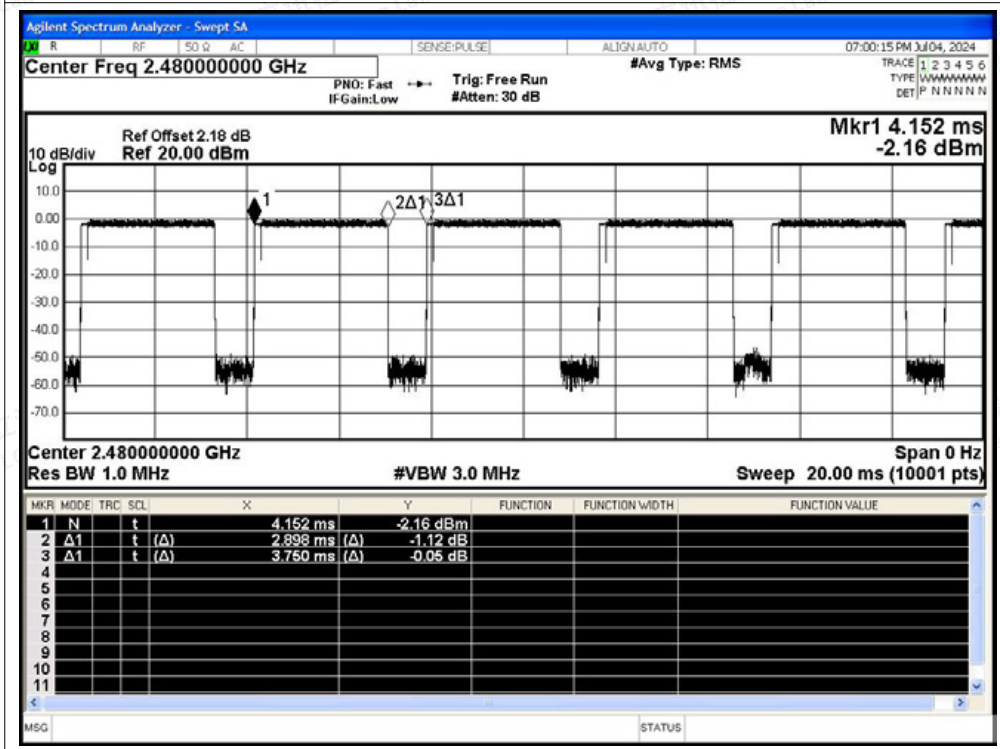 Agilent Spectrum Analyzer - Swept SA
R RF 50 Ω AC SENSE:PULSE ALIGN AUTO 07:00:15 PM Jul 04, 2024
Center Freq 2.480000000 GHz #Avg Type: RMS TRACE 1 2 3 4 5 6
PNO: Fast Trig: Free Run TYPE WWWWWW
IFGain:Low #Atten: 30 dB DET P N N N N N
Mkr1 4.152 ms
Ref Offset 2.18 dB
10 dB/div Ref 20.00 dBm -2.16 dBm
Log
10.0
1 2Δ1 3Δ1
0.00
-10.0
-20.0
-30.0
-40.0
-50.0
-60.0
-70.0
Center 2.480000000 GHz Span 0 Hz
Res BW 1.0 MHz #VBW 3.0 MHz Sweep 20.00 ms (10001 pts)
MKR MODE TRC SCL X Y FUNCTION FUNCTION WIDTH FUNCTION VALUE
1 N t 4.152 ms -2.16 dBm
2 Δ1 t (Δ) 2.898 ms (Δ) -1.12 dB
3 Δ1 t (Δ) 3.750 ms (Δ) -0.05 dB
4
5
6
7
8
9
10
11
MSG STATUS